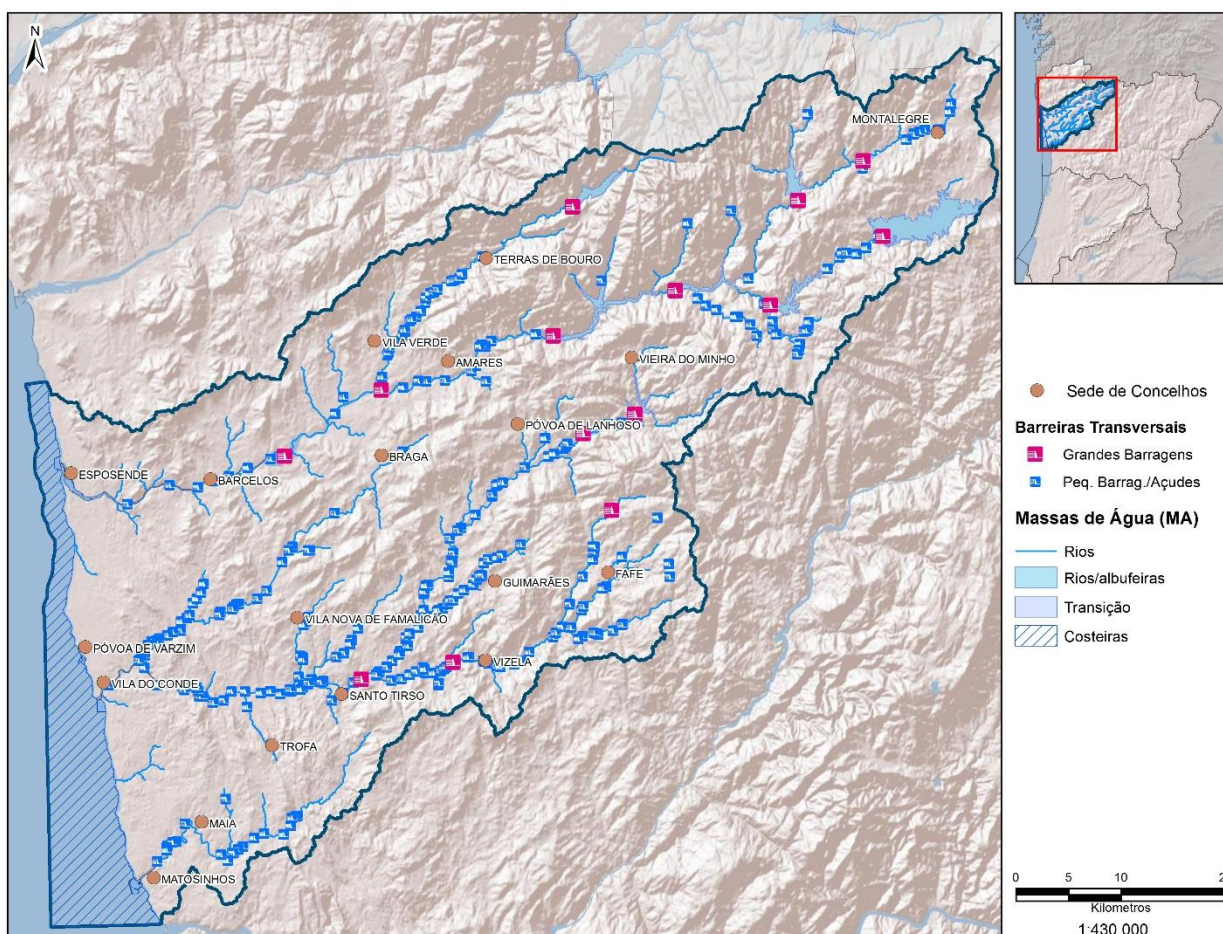 N
MONTALEGRE
TERRAS DE BOURO
VILA VERDE
AMARES
VIEIRA DO MINHO
PÓVOA DE LANHOSO
BRAGA
ESPOSENDE
BARCELOS
GUIMARÃES
FAFE
VILA NOVA DE FAMALICÃO
PÓVOA DE VARZIM
VIZELA
VILA DO CONDE
SANTO TIRSO
TROFA
MAIA
MATOSINHOS
Sede de Concelhos
Barreiras Transversais
Grandes Barragens
Peq. Barrag./Açudes
Massas de Água (MA)
Rios
Rios/albufeiras
Transição
Costeiras
0 5 10 2
Kilometros
1:430 000